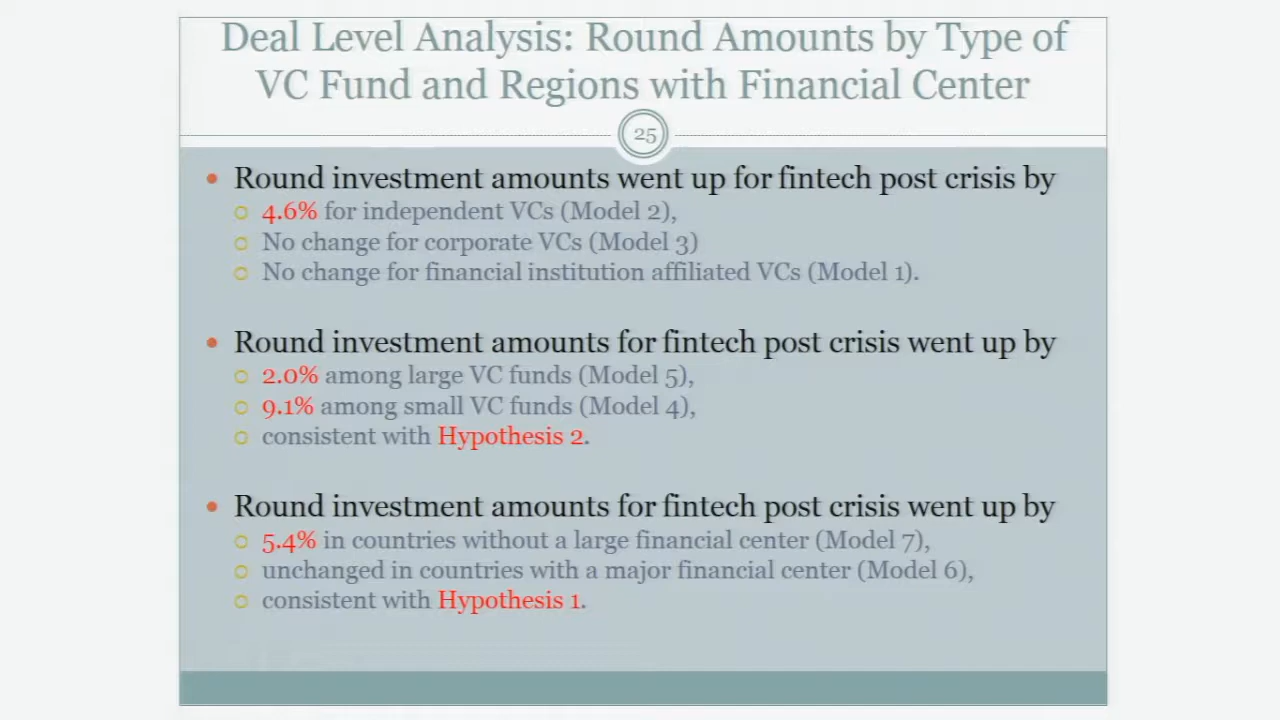 Deal Level Analysis: Round Amounts by Type of
VC Fund and Regions with Financial Center
25
Round investment amounts went up for fintech post crisis by
4.6% for independent VCs (Model 2),
No change for corporate VCs (Model 3)
No change for financial institution affiliated VCs (Model 1).
Round investment amounts for fintech post crisis went up by
2.0% among large VC funds (Model 5),
9.1% among small VC funds (Model 4),
consistent with Hypothesis 2.
Round investment amounts for fintech post crisis went up by
5.4% in countries without a large financial center (Model 7),
unchanged in countries with a major financial center (Model 6),
consistent with Hypothesis 1.